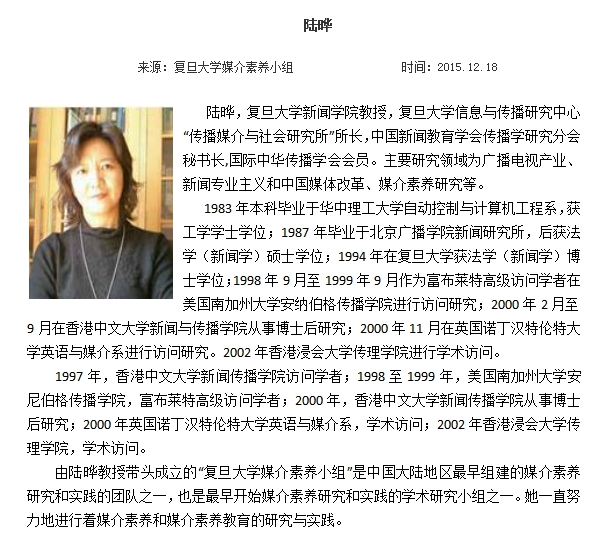 陆晔
来源：复旦大学媒介素养小组 时间：2015.12.18
陆晔，复旦大学新闻学院教授，复旦大学信息与传播研究中心
“传播媒介与社会研究所”所长，中国新闻教育学会传播学研究分会
秘书长,国际中华传播学会会员。主要研究领域为广播电视产业、
新闻专业主义和中国媒体改革、媒介素养研究等。
1983年本科毕业于华中理工大学自动控制与计算机工程系，获
工学学士学位；1987年毕业于北京广播学院新闻研究所，后获法
学（新闻学）硕士学位；1994年在复旦大学获法学（新闻学）博
士学位；1998年9月至1999年9月作为富布莱特高级访问学者在
美国南加州大学安纳伯格传播学院进行访问研究；2000年2月至
9月在香港中文大学新闻与传播学院从事博士后研究；2000年11月在英国诺丁汉特伦特大
学英语与媒介系进行访问研究。2002年香港浸会大学传理学院进行学术访问。
1997年，香港中文大学新闻传播学院访问学者；1998至1999年，美国南加州大学安
尼伯格传播学院，富布莱特高级访问学者；2000年，香港中文大学新闻传播学院从事博士
后研究；2000年英国诺丁汉特伦特大学英语与媒介系，学术访问；2002年香港浸会大学传
理学院，学术访问。
由陆晔教授带头成立的“复旦大学媒介素养小组”是中国大陆地区最早组建的媒介素养
研究和实践的团队之一，也是最早开始媒介素养研究和实践的学术研究小组之一。她一直努
力地进行着媒介素养和媒介素养教育的研究与实践。